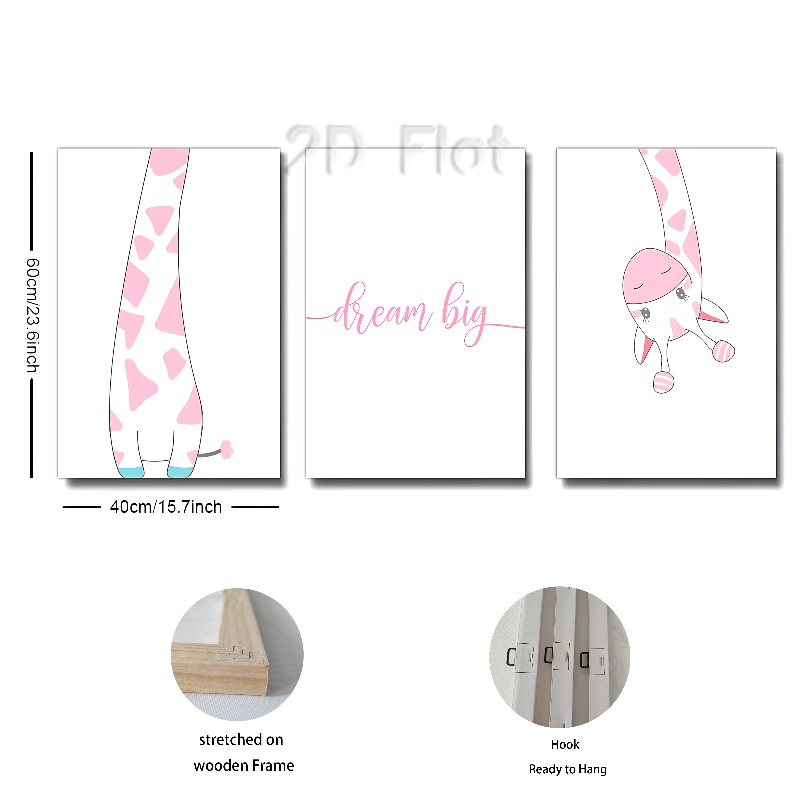 2D Flat
60cm/23.6inch
dream big
40cm/15.7inch
stretched on
wooden Frame
Hook
Ready to Hang